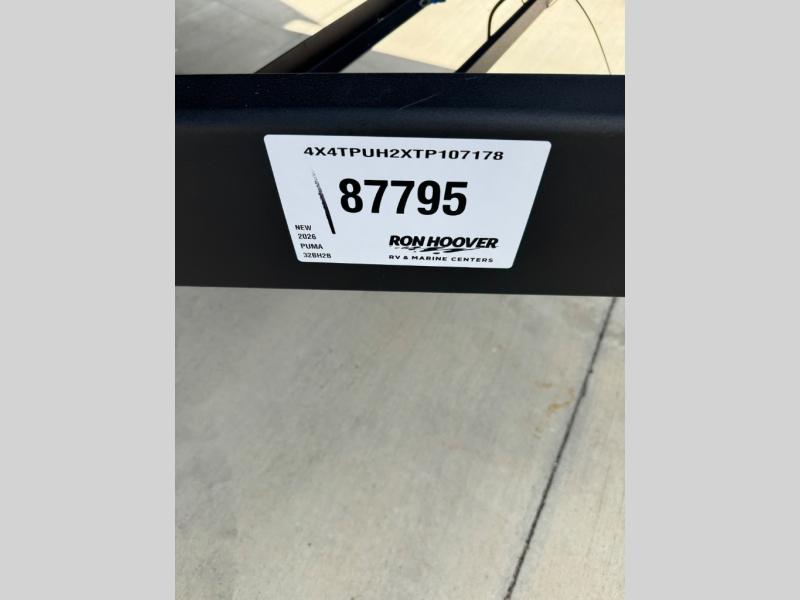 4X4TPUH2XTP107178
87795
NEW
2026
PUMA
32BH2B
RON HOOVER
RV & MARINE CENTERS